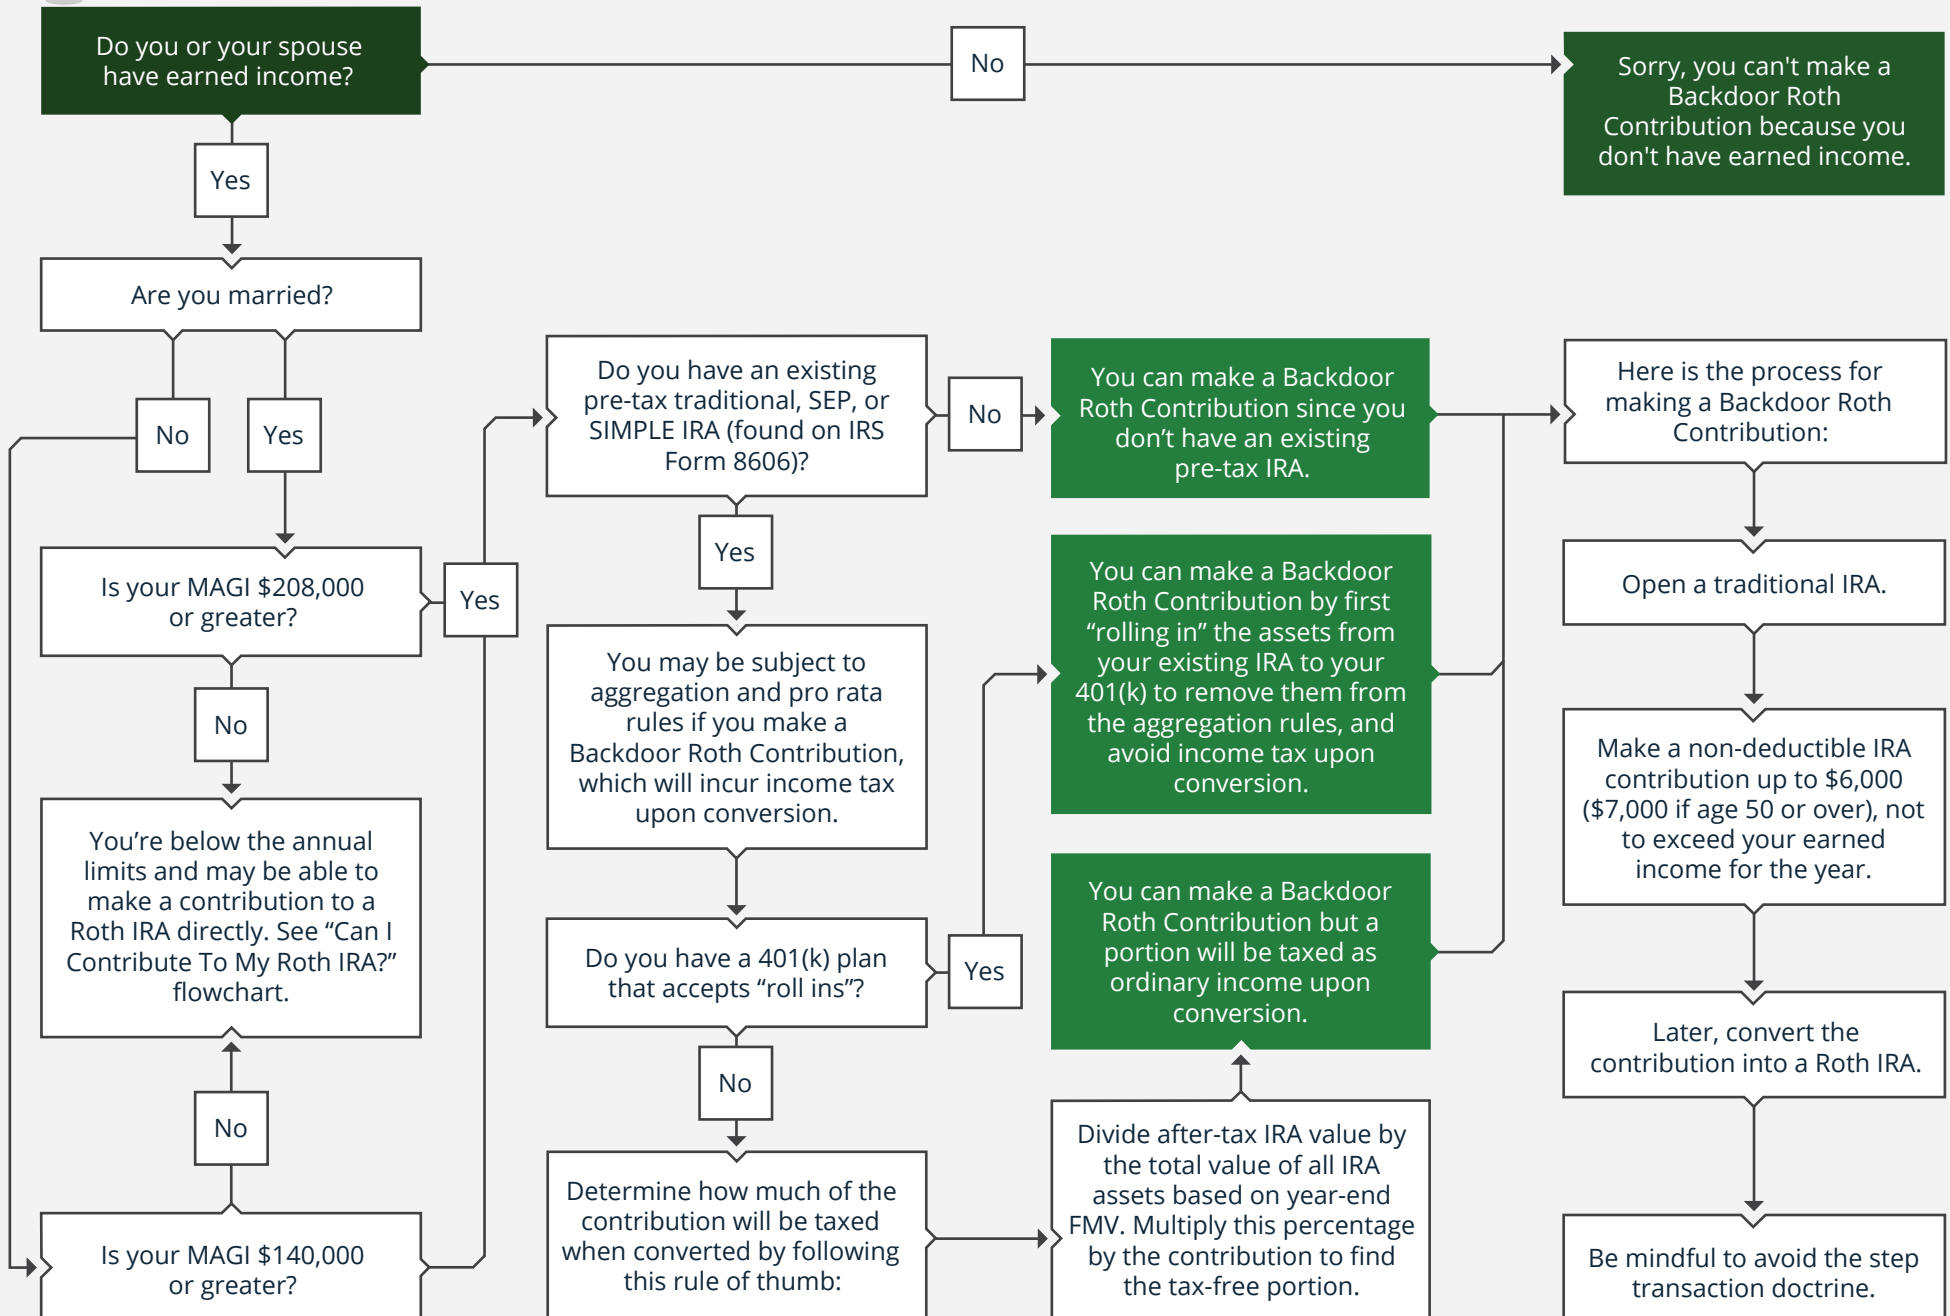 Do you or your spouse
have earned income?
No
Sorry, you can't make a
Backdoor Roth
Contribution because you
don't have earned income.
Yes
Are you married?
No
Yes
Is your MAGI $208,000
or greater?
Yes
No
You’re below the annual
limits and may be able to
make a contribution to a
Roth IRA directly. See “Can I
Contribute To My Roth IRA?”
flowchart.
No
Is your MAGI $140,000
or greater?
Do you have an existing
pre-tax traditional, SEP, or
SIMPLE IRA (found on IRS
Form 8606)?
No
Yes
You may be subject to
aggregation and pro rata
rules if you make a
Backdoor Roth Contribution,
which will incur income tax
upon conversion.
Do you have a 401(k) plan
that accepts “roll ins”?
Yes
No
Determine how much of the
contribution will be taxed
when converted by following
this rule of thumb:
You can make a Backdoor
Roth Contribution since you
don’t have an existing
pre-tax IRA.
You can make a Backdoor
Roth Contribution by first
“rolling in” the assets from
your existing IRA to your
401(k) to remove them from
the aggregation rules, and
avoid income tax upon
conversion.
You can make a Backdoor
Roth Contribution but a
portion will be taxed as
ordinary income upon
conversion.
Divide after-tax IRA value by
the total value of all IRA
assets based on year-end
FMV. Multiply this percentage
by the contribution to find
the tax-free portion.
Here is the process for
making a Backdoor Roth
Contribution:
Open a traditional IRA.
Make a non-deductible IRA
contribution up to $6,000
($7,000 if age 50 or over), not
to exceed your earned
income for the year.
Later, convert the
contribution into a Roth IRA.
Be mindful to avoid the step
transaction doctrine.